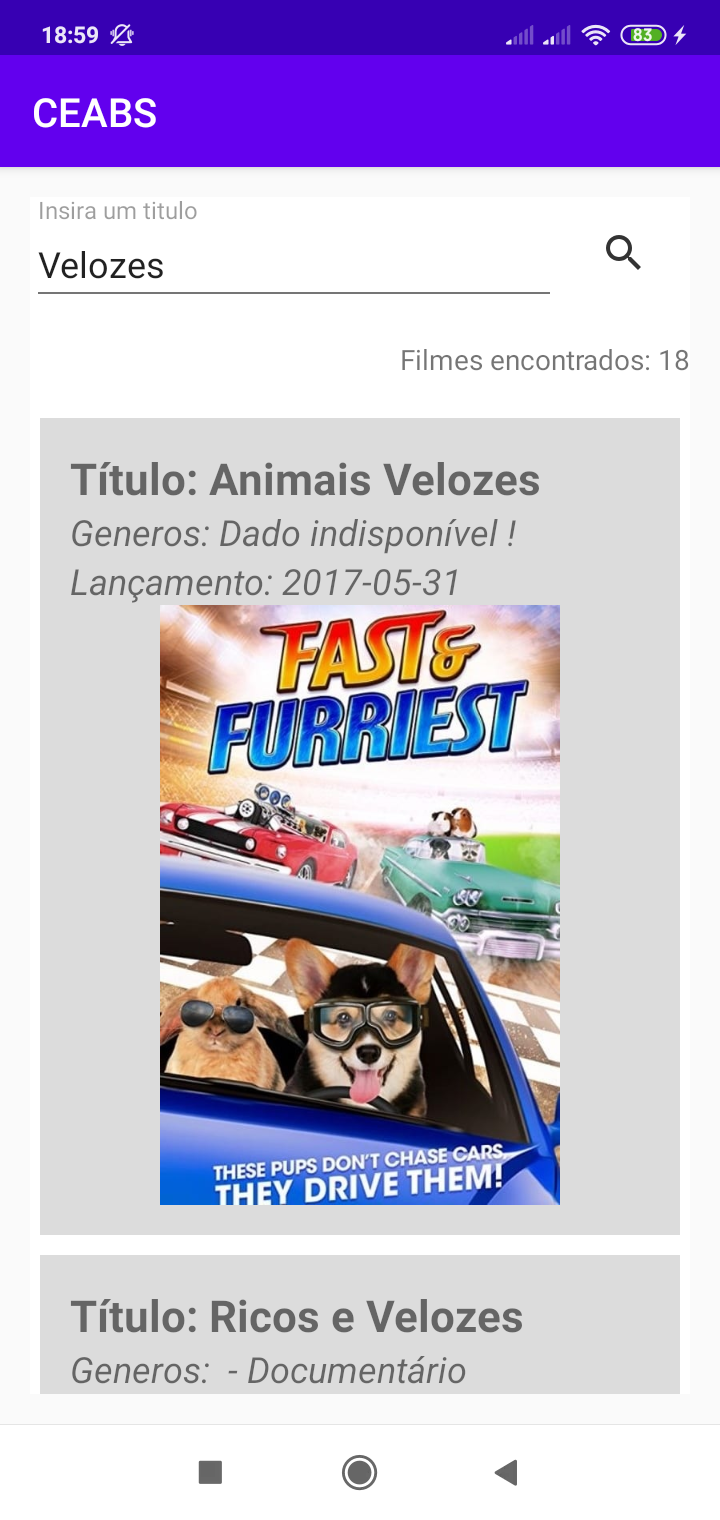 18:59
83
CEABS
Insira um titulo
Velozes
Filmes encontrados: 18
Título: Animais Velozes
Generos: Dado indisponível !
Lançamento: 2017-05-31
FAST &
FURRIEST
THESE PUPS DON'T CHASE CARS,
THEY DRIVE THEM!
Título: Ricos e Velozes
Generos:  - Documentário